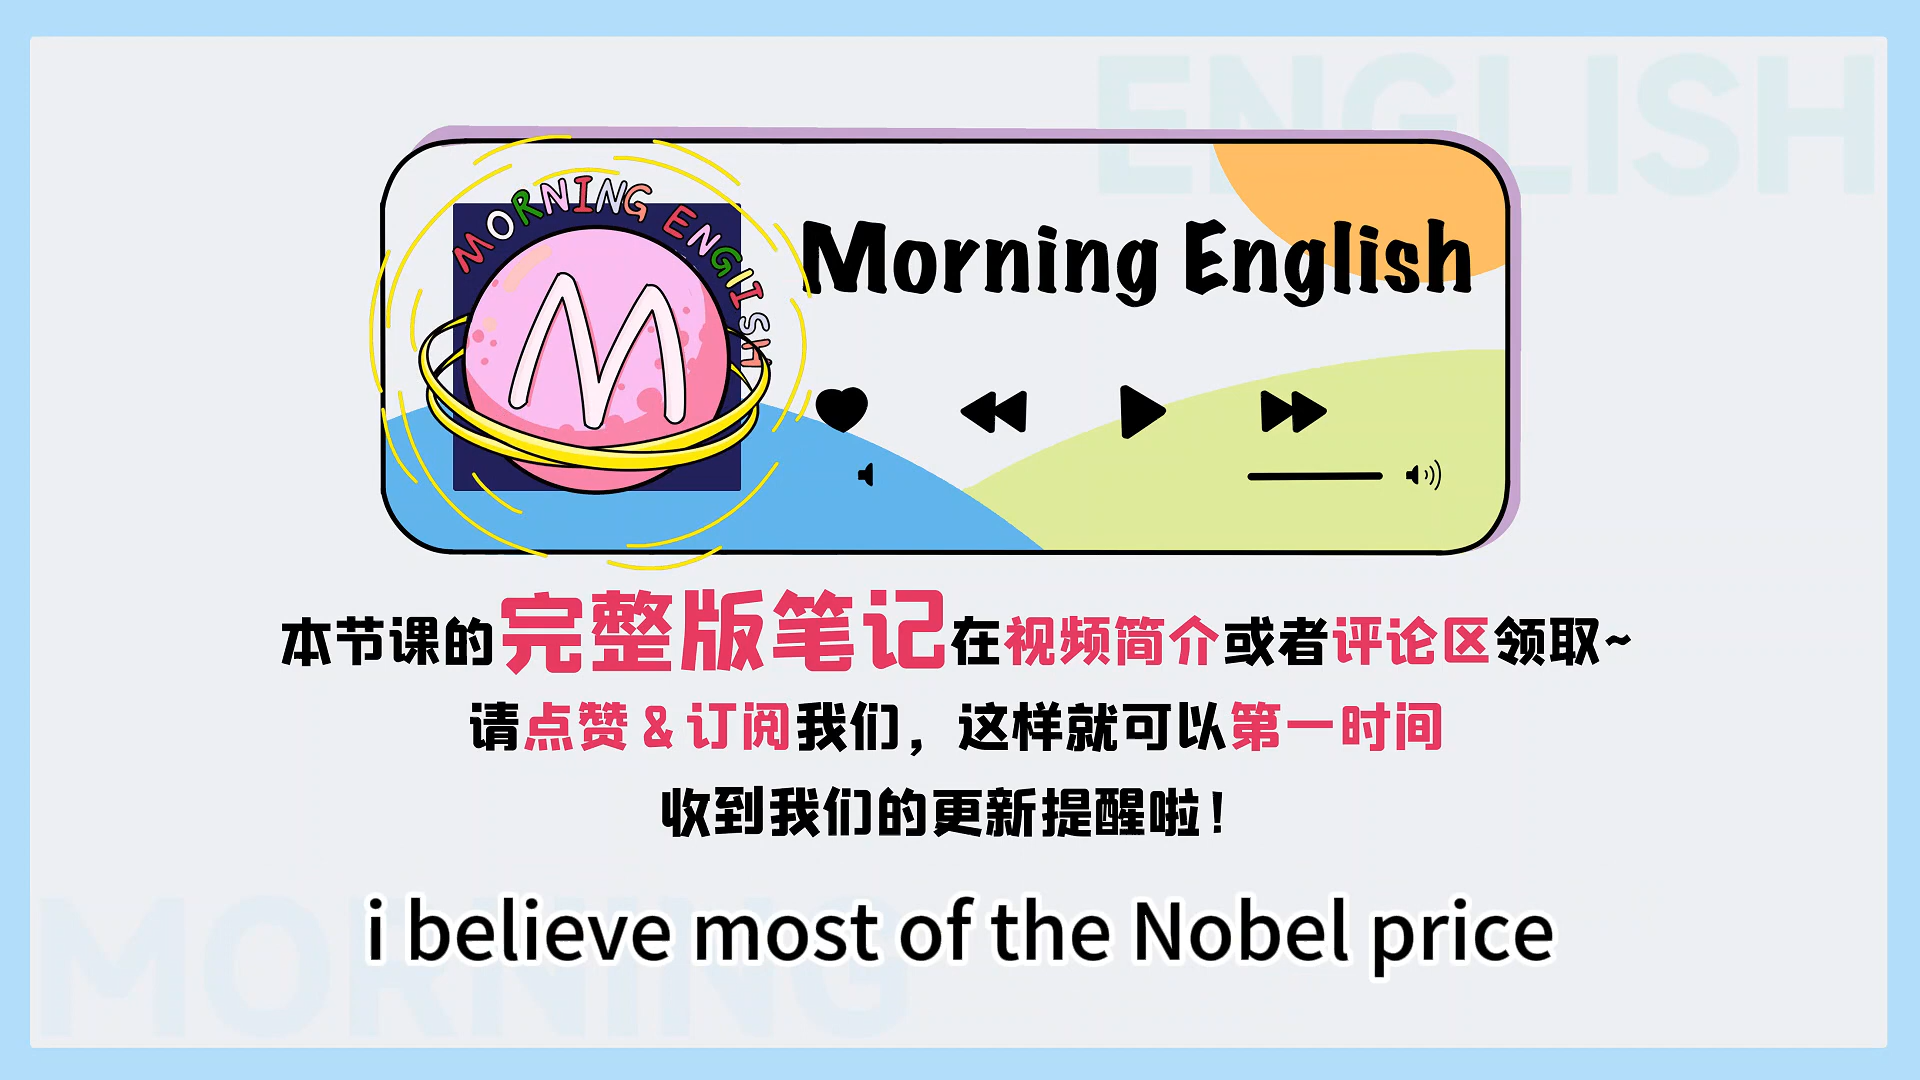 ENGLISH
MORNING ENGLISH
M
Morning English
本节课的完整版笔记在视频简介或者评论区领取~
请点赞&订阅我们，这样就可以第一时间
收到我们的更新提醒啦！
MORNING
i believe most of the Nobel price